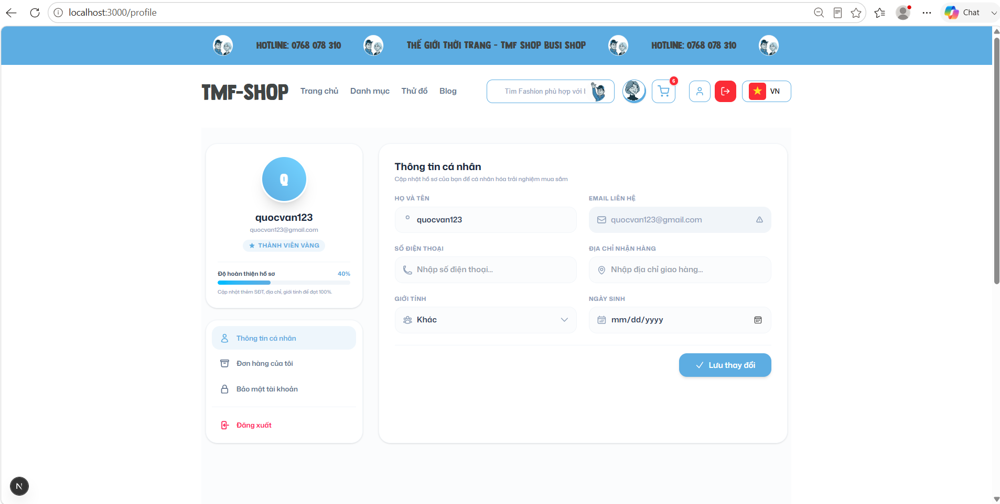 localhost:3000/profile
Chat
HOTLINE: 0768 078 310
THẾ GIỚI THỜI TRANG - TMF SHOP BUSI SHOP
HOTLINE: 0768 078 310
TMF-SHOP
Trang chủ
Danh mục
Thử đồ
Blog
Tìm Fashion phù hợp với
6
VN
Q
quocvan123
quocvan123@gmail.com
THÀNH VIÊN VÀNG
Độ hoàn thiện hồ sơ
40%
Cập nhật thêm SĐT, địa chỉ, giới tính để đạt 100%.
Thông tin cá nhân
Đơn hàng của tôi
Bảo mật tài khoản
Đăng xuất
Thông tin cá nhân
Cập nhật hồ sơ của bạn để cá nhân hóa trải nghiệm mua sắm
HỌ VÀ TÊN
quocvan123
EMAIL LIÊN HỆ
quocvan123@gmail.com
SỐ ĐIỆN THOẠI
Nhập số điện thoại...
ĐỊA CHỈ NHẬN HÀNG
Nhập địa chỉ giao hàng...
GIỚI TÍNH
Khác
NGÀY SINH
mm/dd/yyyy
Lưu thay đổi
N